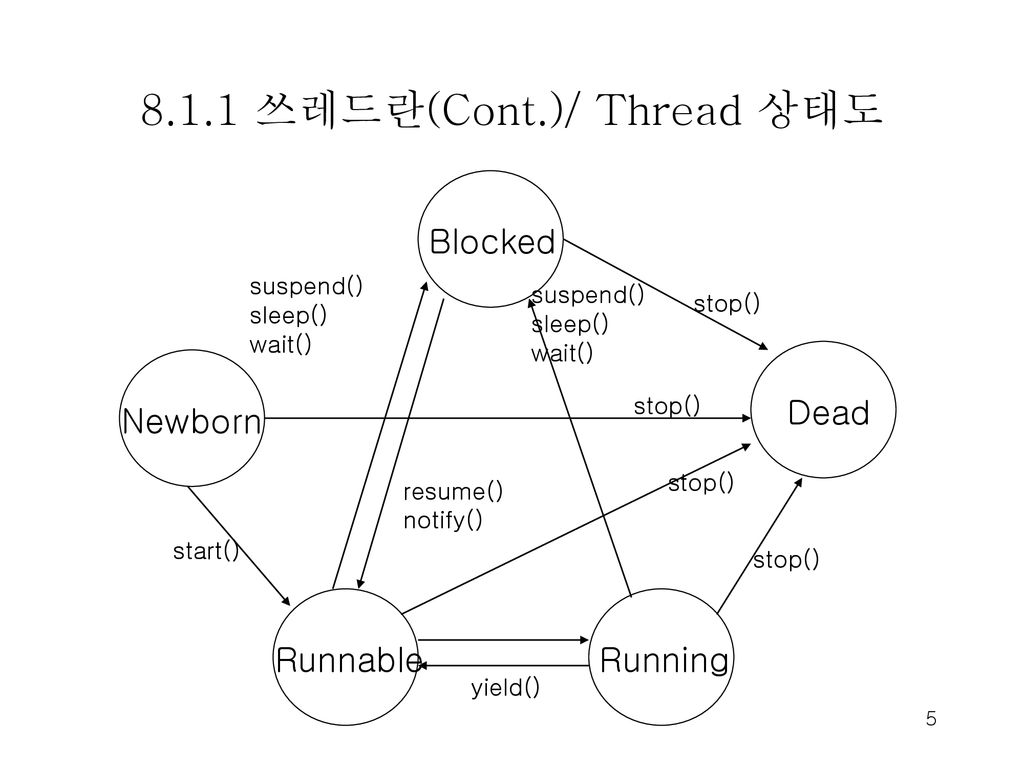 8.1.1 쓰레드란(Cont.)/ Thread 상태도
Blocked
suspend()
sleep()
wait()
suspend()
sleep()
wait()
stop()
Newborn
stop()
Dead
resume()
notify()
stop()
start()
stop()
Runnable
Running
yield()
5